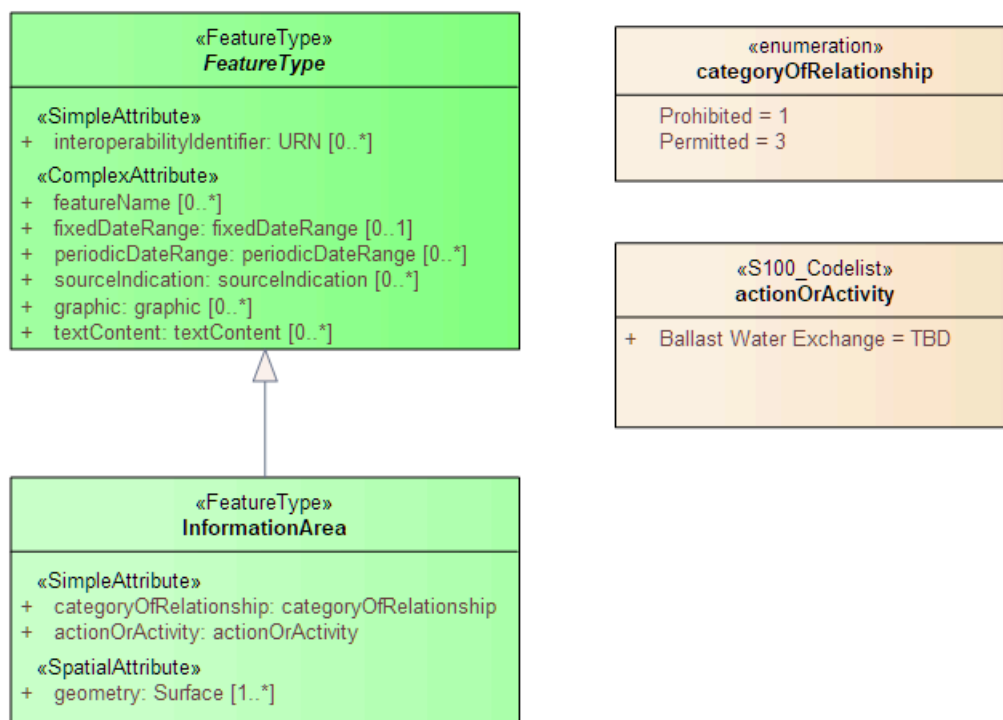 «FeatureType»
FeatureType
«SimpleAttribute»
+ interoperabilityIdentifier: URN [0..*]
«ComplexAttribute»
+ featureName [0..*]
+ fixedDateRange: fixedDateRange [0..1]
+ periodicDateRange: periodicDateRange [0..*]
+ sourceIndication: sourceIndication [0..*]
+ graphic: graphic [0..*]
+ textContent: textContent [0..*]
«enumeration»
categoryOfRelationship
Prohibited = 1
Permitted = 3
«S100_Codelist»
actionOrActivity
+ Ballast Water Exchange = TBD
«FeatureType»
InformationArea
«SimpleAttribute»
+ categoryOfRelationship: categoryOfRelationship
+ actionOrActivity: actionOrActivity
«SpatialAttribute»
+ geometry: Surface [1..*]